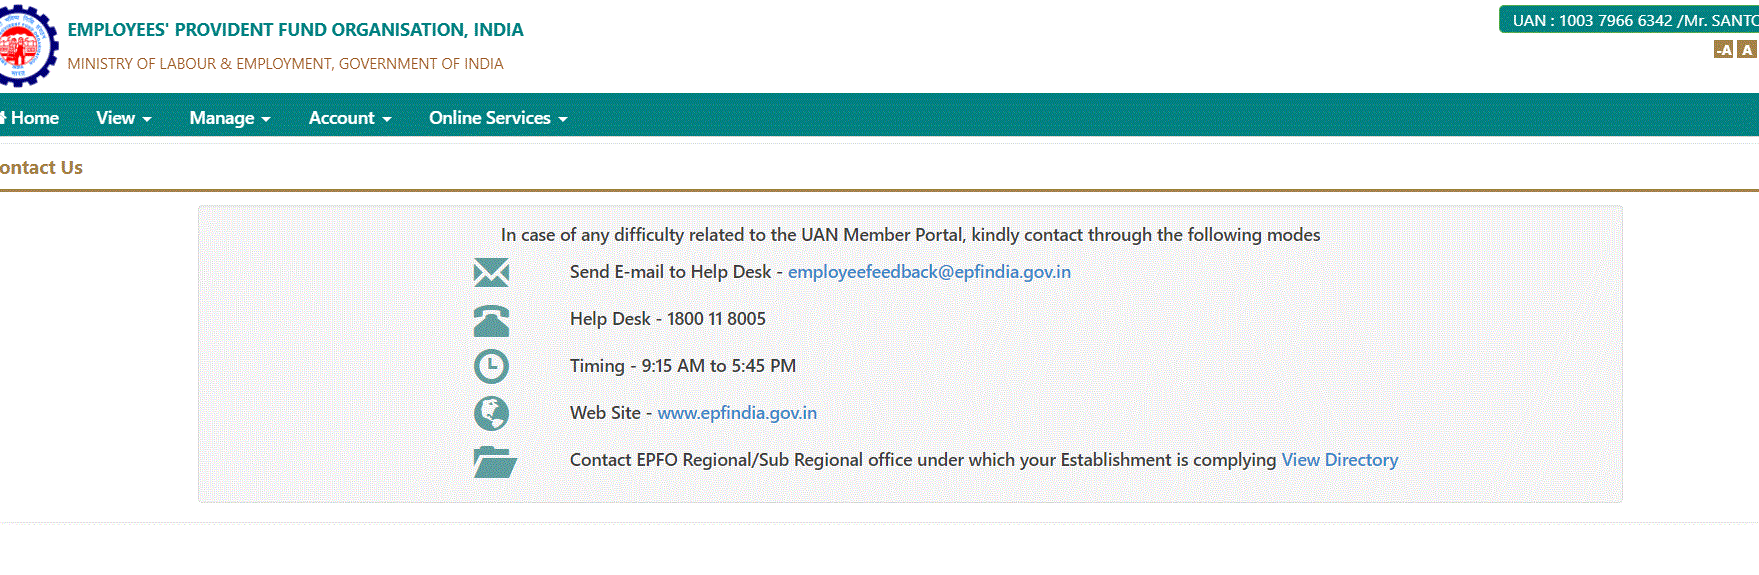 EMPLOYEES' PROVIDENT FUND ORGANISATION, INDIA
MINISTRY OF LABOUR & EMPLOYMENT, GOVERNMENT OF INDIA
UAN : 1003 7966 6342 /Mr. SANTO
-A A
Home View Manage Account Online Services
ontact Us
In case of any difficulty related to the UAN Member Portal, kindly contact through the following modes
Send E-mail to Help Desk - employeefeedback@epfindia.gov.in
Help Desk - 1800 11 8005
Timing - 9:15 AM to 5:45 PM
Web Site - www.epfindia.gov.in
Contact EPFO Regional/Sub Regional office under which your Establishment is complying View Directory